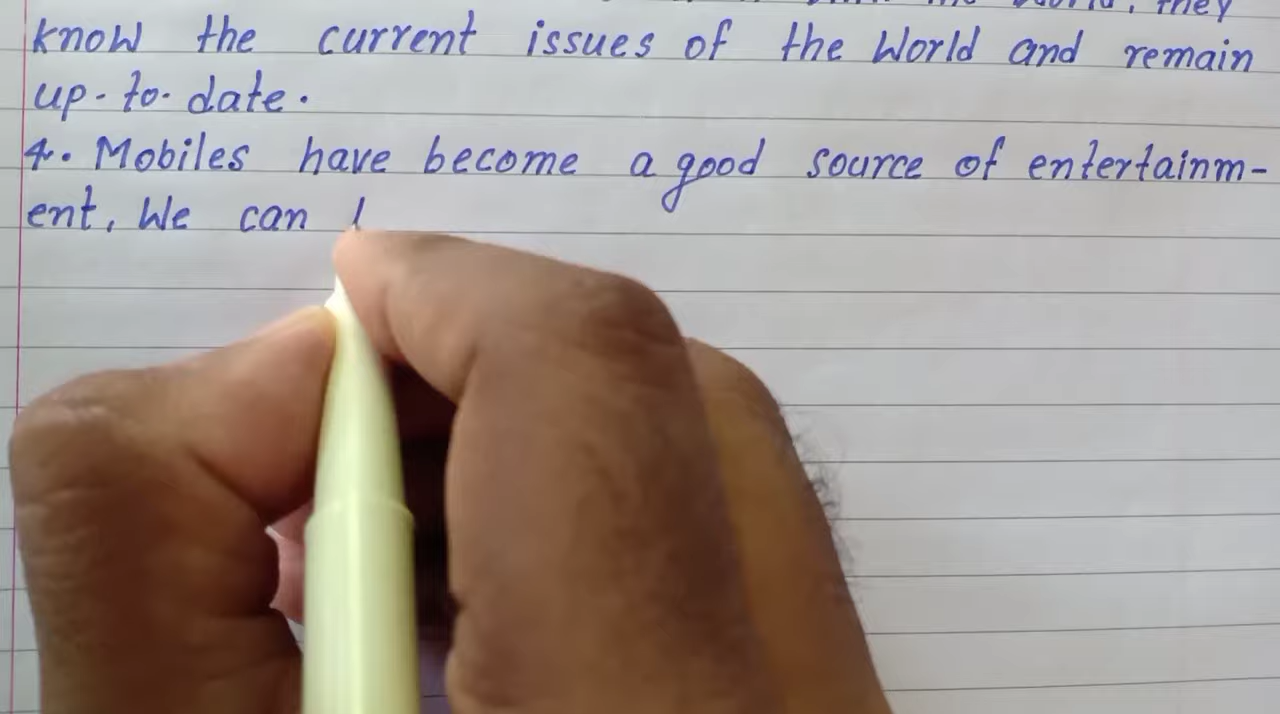 they
know the current issues of the World and remain
up-to-date.
4. Mobiles have become a good source of entertainm-
ent, We can